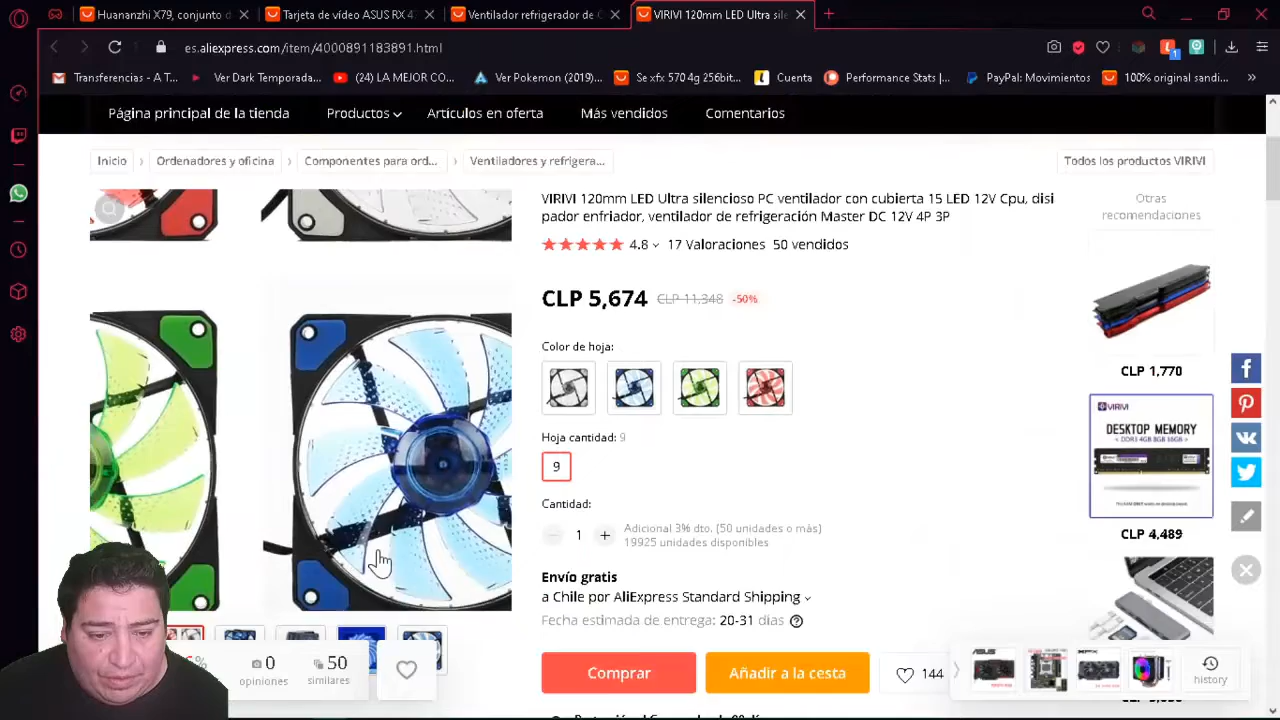 Huananzhi X79, conjunto d
Tarjeta de vídeo ASUS RX 47
Ventilador refrigerador de C
VIRIVI 120mm LED Ultra sile
es.aliexpress.com/item/4000891183891.html
1
Transferencias - A T...
Ver Dark Temporada...
(24) LA MEJOR CO...
Ver Pokemon (2019)...
Se xfx 570 4g 256bit...
Cuenta
Performance Stats |...
PayPal: Movimientos
100% original sandi...
Página principal de la tienda
Productos
Artículos en oferta
Más vendidos
Comentarios
Inicio
Ordenadores y oficina
Componentes para ord...
Ventiladores y refrigera...
Todos los productos VIRIVI
VIRIVI 120mm LED Ultra silencioso PC ventilador con cubierta 15 LED 12V Cpu, disi
pador enfriador, ventilador de refrigeración Master DC 12V 4P 3P
4.8
17 Valoraciones
50 vendidos
CLP 5,674
CLP 11,348
-50%
Color de hoja:
Hoja cantidad: 9
9
Cantidad:
1
+
Adicional 3% dto. (50 unidades o más)
19925 unidades disponibles
Envío gratis
a Chile por AliExpress Standard Shipping
Fecha estimada de entrega: 20-31 días
Comprar
Añadir a la cesta
144
Otras
recomendaciones
CLP 1,770
VIRIVI
DESKTOP MEMORY
CLP 4,489
%
0
opiniones
50
similares
history